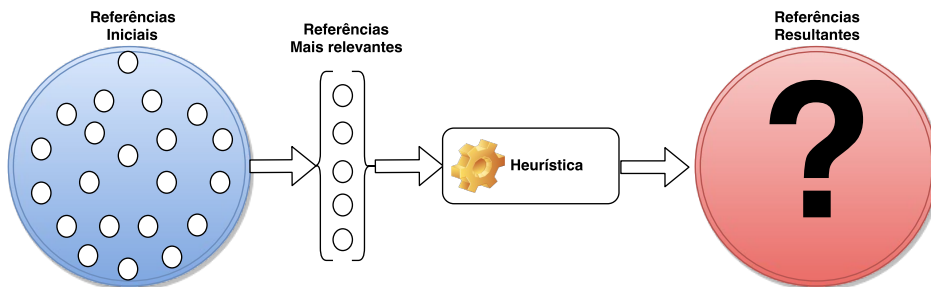 Referências
Iniciais
Referências
Mais relevantes
Heurística
Referências
Resultantes
?